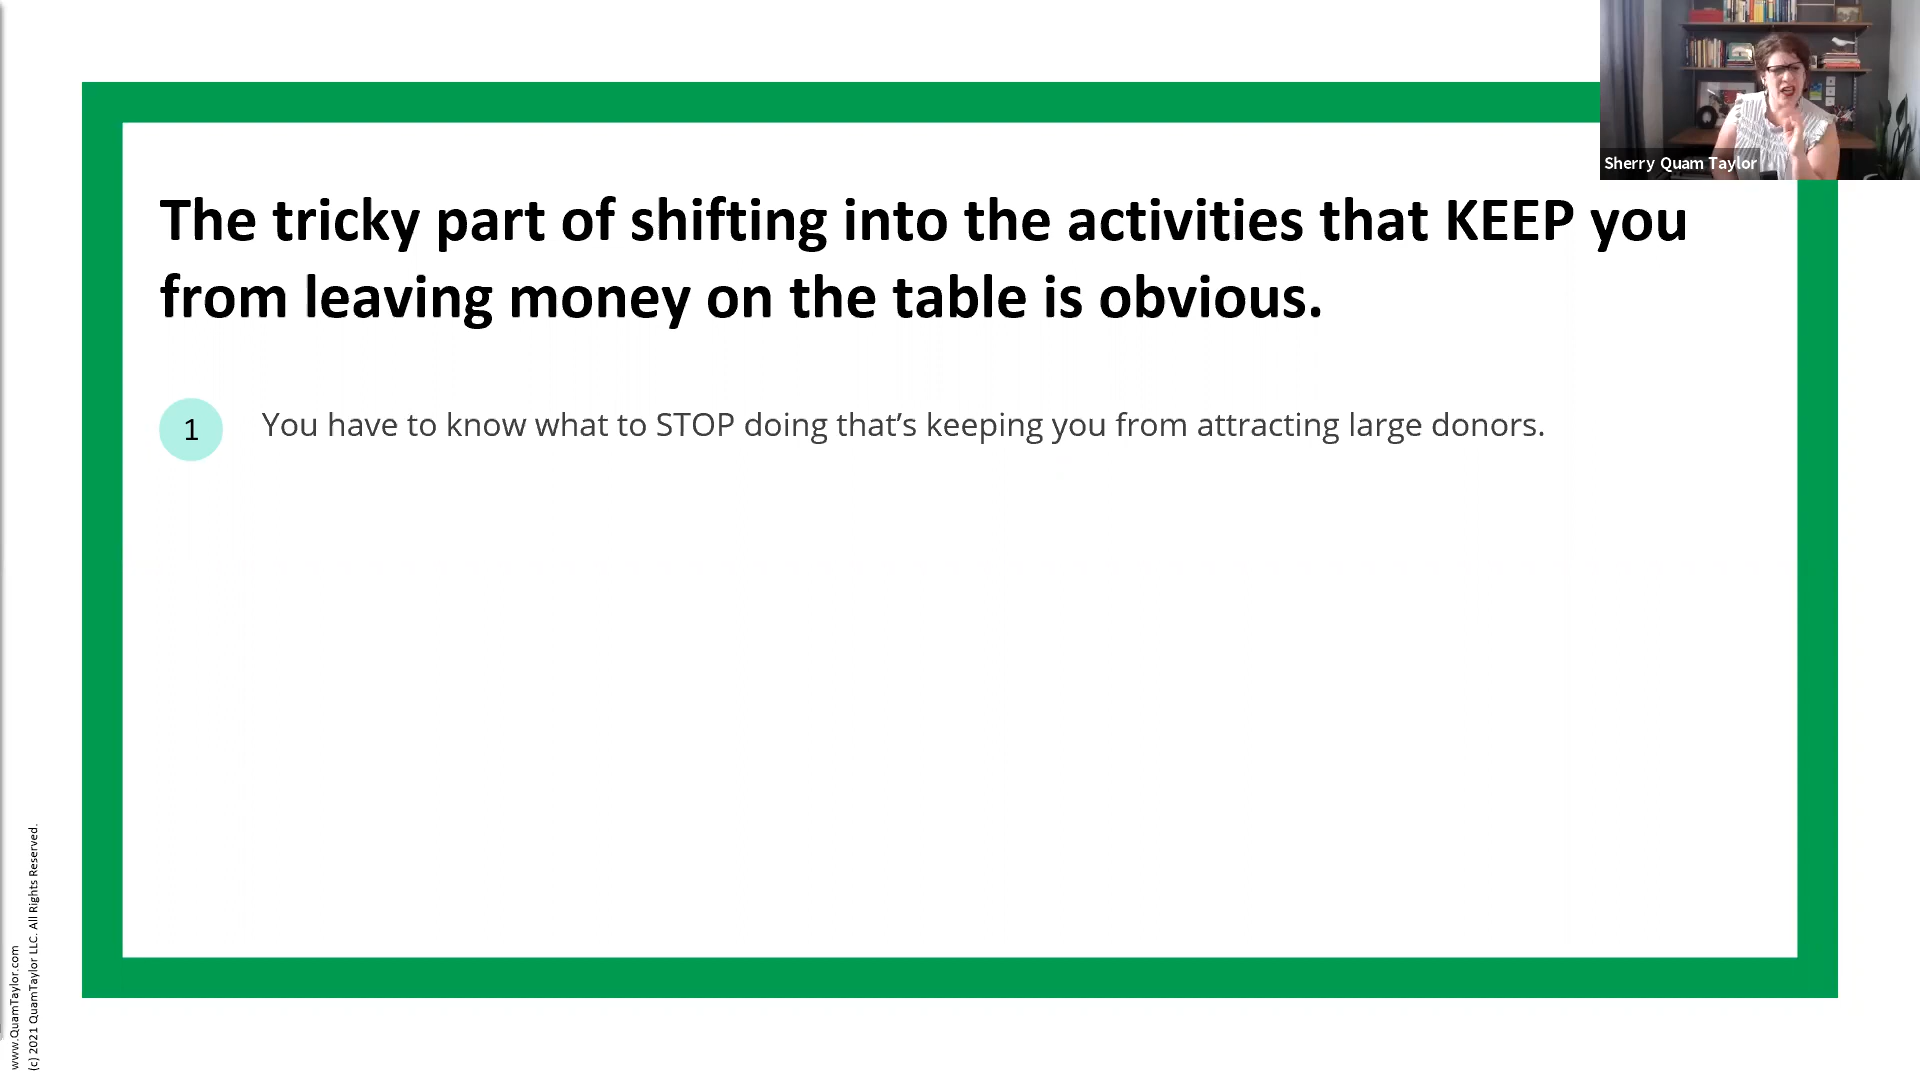 Sherry Quam Taylor
The tricky part of shifting into the activities that KEEP you
from leaving money on the table is obvious.
1 You have to know what to STOP doing that’s keeping you from attracting large donors.
www.QuamTaylor.com
(c) 2021 QuamTaylor LLC. All Rights Reserved.